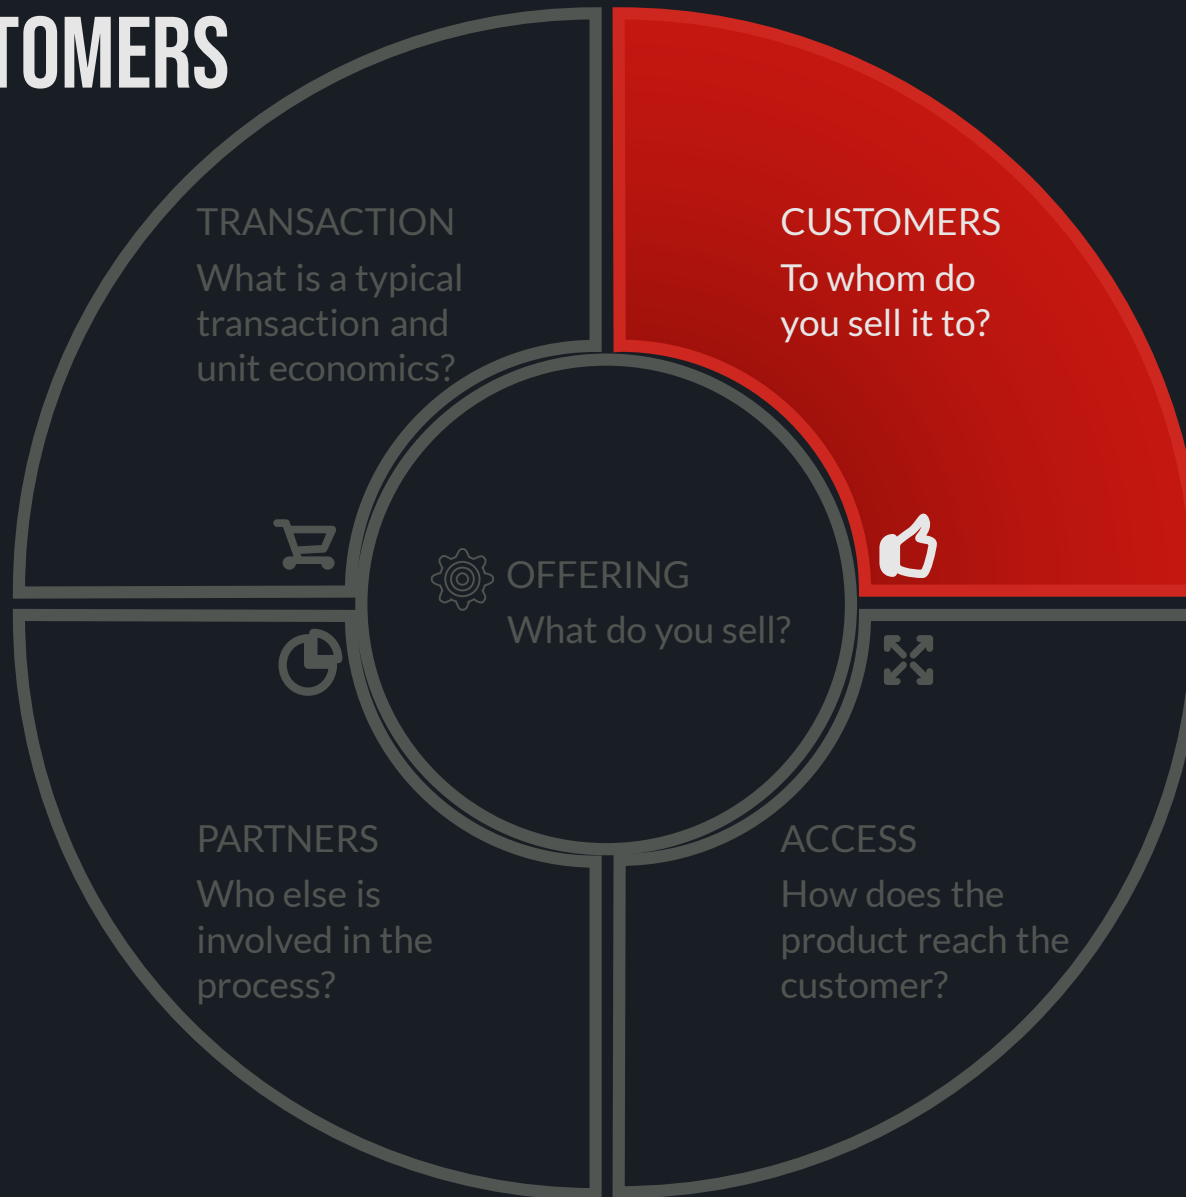 TOMERS
TRANSACTION
What is a typical
transaction and
unit economics?
CUSTOMERS
To whom do
you sell it to?
OFFERING
What do you sell?
PARTNERS
Who else is
involved in the
process?
ACCESS
How does the
product reach the
customer?